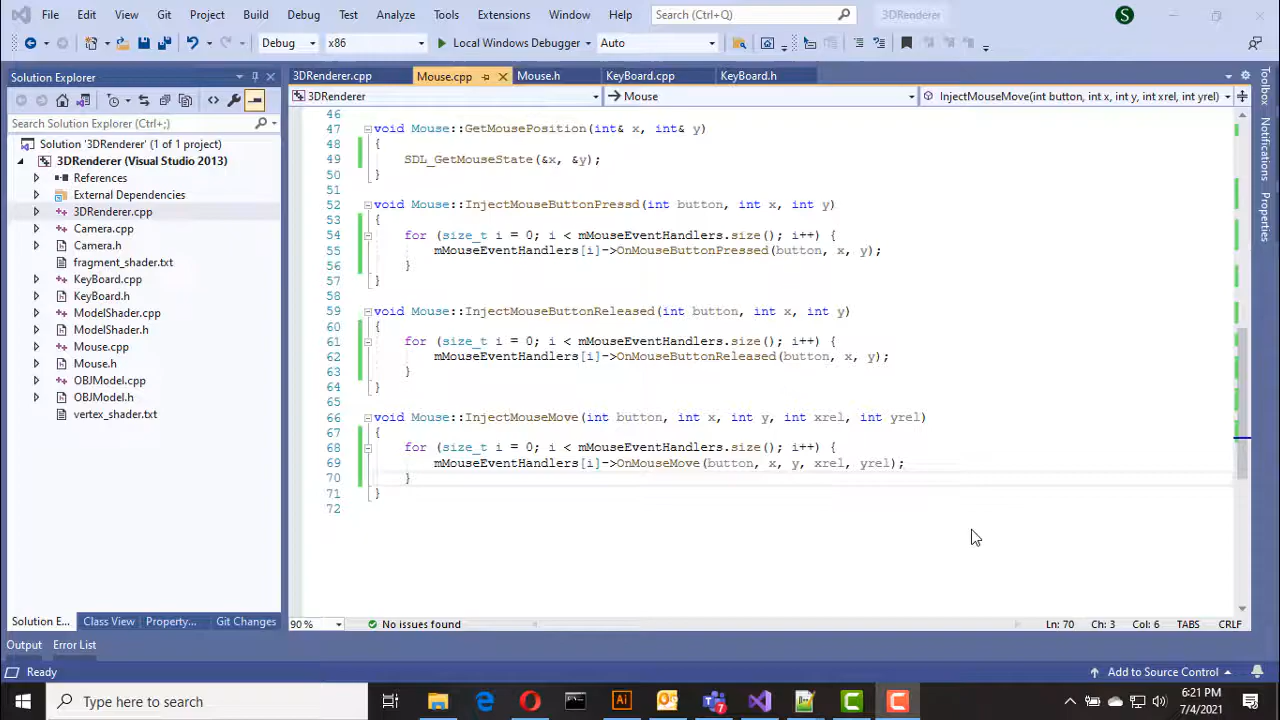 File Edit View Git Project Build Debug Test Analyze Tools Extensions Window Help Search (Ctrl+Q) 3DRenderer S
Debug x86 Local Windows Debugger Auto
Solution Explorer
Search Solution Explorer (Ctrl+;)
Solution '3DRenderer' (1 of 1 project)
3DRenderer (Visual Studio 2013)
References
External Dependencies
3DRenderer.cpp
Camera.cpp
Camera.h
fragment_shader.txt
KeyBoard.cpp
KeyBoard.h
ModelShader.cpp
ModelShader.h
Mouse.cpp
Mouse.h
OBJModel.cpp
OBJModel.h
vertex_shader.txt
Solution E... Class View Property... Git Changes
3DRenderer.cpp Mouse.cpp Mouse.h KeyBoard.cpp KeyBoard.h
3DRenderer Mouse InjectMouseMove(int button, int x, int y, int xrel, int yrel)
46
47 void Mouse::GetMousePosition(int& x, int& y)
48 {
49 SDL_GetMouseState(&x, &y);
50 }
51
52 void Mouse::InjectMouseButtonPressd(int button, int x, int y)
53 {
54 for (size_t i = 0; i < mMouseEventHandlers.size(); i++) {
55 mMouseEventHandlers[i]->OnMouseButtonPressed(button, x, y);
56 }
57 }
58
59 void Mouse::InjectMouseButtonReleased(int button, int x, int y)
60 {
61 for (size_t i = 0; i < mMouseEventHandlers.size(); i++) {
62 mMouseEventHandlers[i]->OnMouseButtonReleased(button, x, y);
63 }
64 }
65
66 void Mouse::InjectMouseMove(int button, int x, int y, int xrel, int yrel)
67 {
68 for (size_t i = 0; i < mMouseEventHandlers.size(); i++) {
69 mMouseEventHandlers[i]->OnMouseMove(button, x, y, xrel, yrel);
70 }
71 }
72
90 % No issues found Ln: 70 Ch: 3 Col: 6 TABS CRLF
Toolbox
Notifications
Properties
Output Error List
Ready Add to Source Control
Type here to search
Ai
7
6:21 PM
7/4/2021